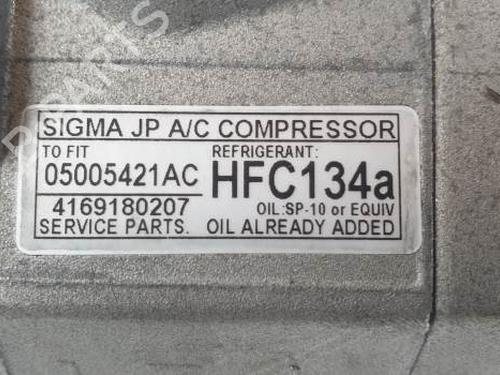 SIGMA JP A/C COMPRESSOR
TO FIT REFRIGERANT:
05005421AC HFC134a
4169180207 OIL:SP-10 or EQUIV
SERVICE PARTS. OIL ALREADY ADDED